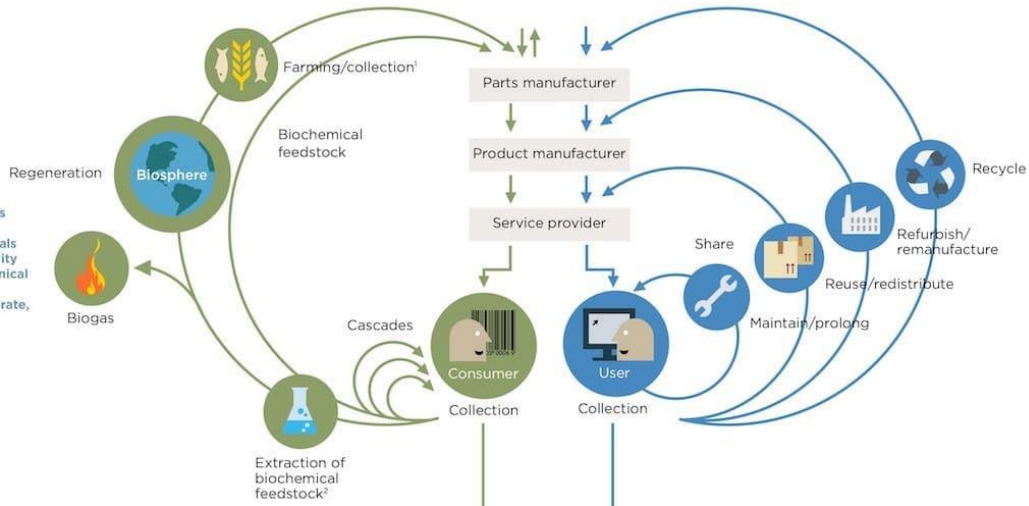 Farming/collection¹
Biochemical
feedstock
Regeneration
Biosphere
s
als
ity
nical
rate,
Biogas
Cascades
Consumer
Collection
Extraction of
biochemical
feedstock²
Parts manufacturer
Product manufacturer
Service provider
User
Collection
Share
Maintain/prolong
Reuse/redistribute
Refurbish/
remanufacture
Recycle